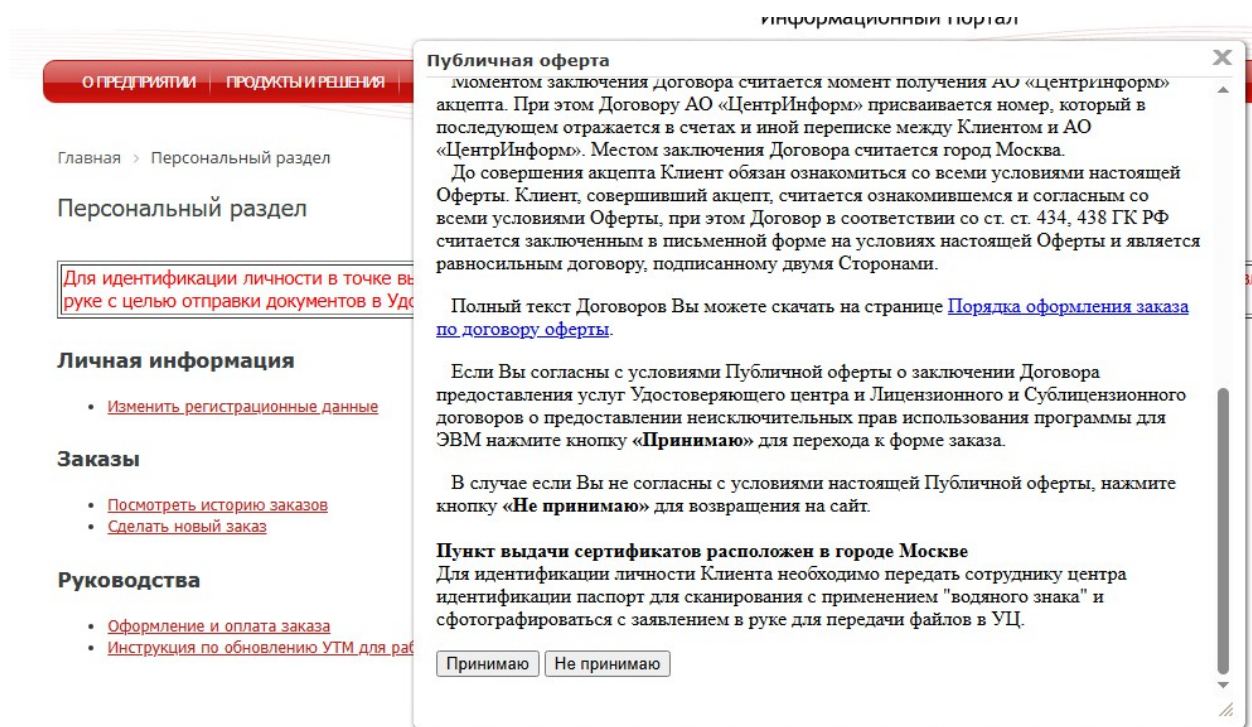 Информационный портал
О ПРЕДПРИЯТИИ
ПРОДУКТЫ И РЕШЕНИЯ
Главная > Персональный раздел
Персональный раздел
Для идентификации личности в точке
руке с целью отправки документов в
Личная информация
• Изменить регистрационные данные
Заказы
• Посмотреть историю заказов
• Сделать новый заказ
Руководства
• Оформление и оплата заказа
• Инструкция по обновлению УТМ для
Публичная оферта
Моментом заключения Договора считается момент получения АО «ЦентрИнформ»
акцепта. При этом Договору АО «ЦентрИнформ» присваивается номер, который в
последующем отражается в счетах и иной переписке между Клиентом и АО
«ЦентрИнформ». Местом заключения Договора считается город Москва.
До совершения акцепта Клиент обязан ознакомиться со всеми условиями настоящей
Оферты. Клиент, совершивший акцепт, считается ознакомившемся и согласным со
всеми условиями Оферты, при этом Договор в соответствии со ст. ст. 434, 438 ГК РФ
считается заключенным в письменной форме на условиях настоящей Оферты и является
равносильным договору, подписанному двумя Сторонами.
Полный текст Договоров Вы можете скачать на странице Порядка оформления заказа
по договору оферты.
Если Вы согласны с условиями Публичной оферты о заключении Договора
предоставления услуг Удостоверяющего центра и Лицензионного и Сублицензионного
договоров о предоставлении неисключительных прав использования программы для
ЭВМ нажмите кнопку «Принимаю» для перехода к форме заказа.
В случае если Вы не согласны с условиями настоящей Публичной оферты, нажмите
кнопку «Не принимаю» для возвращения на сайт.
Пункт выдачи сертификатов расположен в городе Москве
Для идентификации личности Клиента необходимо передать сотруднику центра
идентификации паспорт для сканирования с применением "водяного знака" и
сфотографироваться с заявлением в руке для передачи файлов в УЦ.
Принимаю
Не принимаю